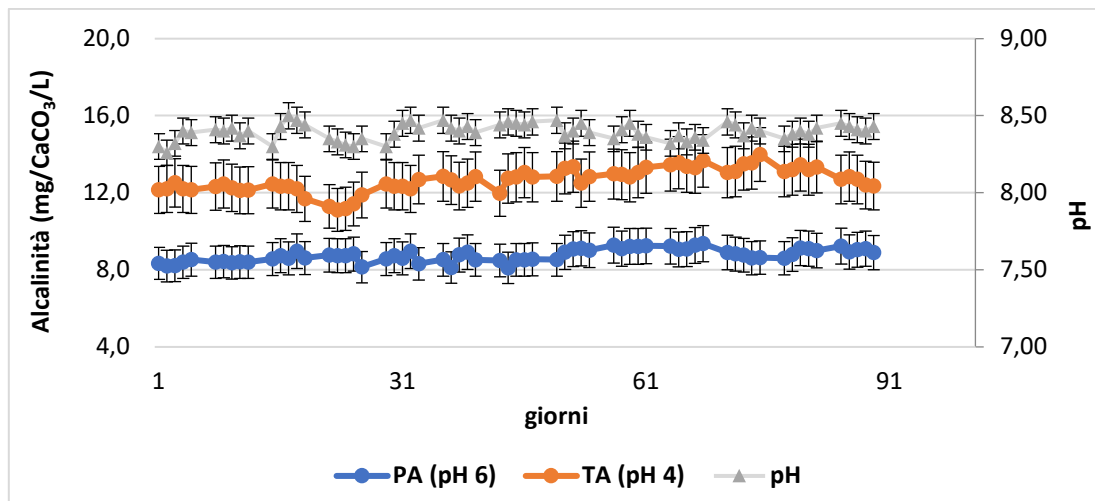 20,0
16,0
12,0
8,0
4,0
Alcalinità (mg/CaCO₃/L)
9,00
8,50
8,00
7,50
7,00
pH
1 31 61 91
giorni
PA (pH 6) TA (pH 4) pH